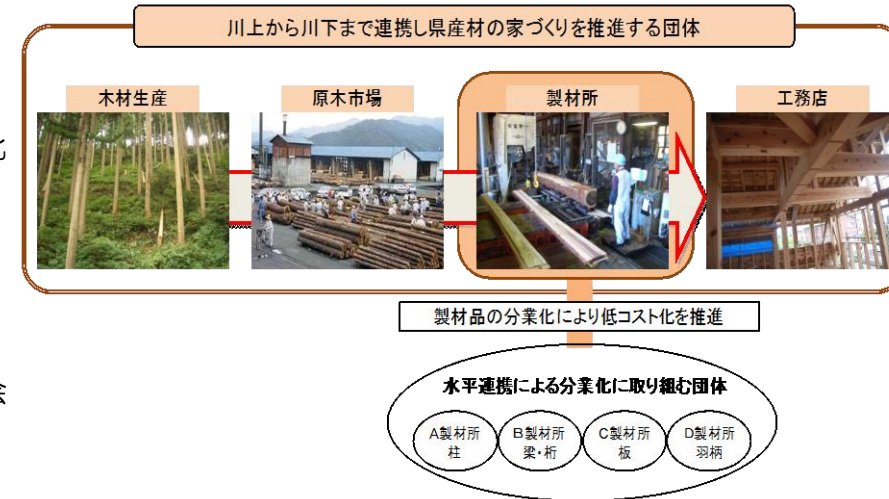 川上から川下まで連携し県産材の家づくりを推進する団体
木材生産
原木市場
製材所
工務店
製材品の分業化により低コスト化を推進
水平連携による分業化に取り組む団体
A製材所
柱
B製材所
梁・桁
C製材所
板
D製材所
羽柄